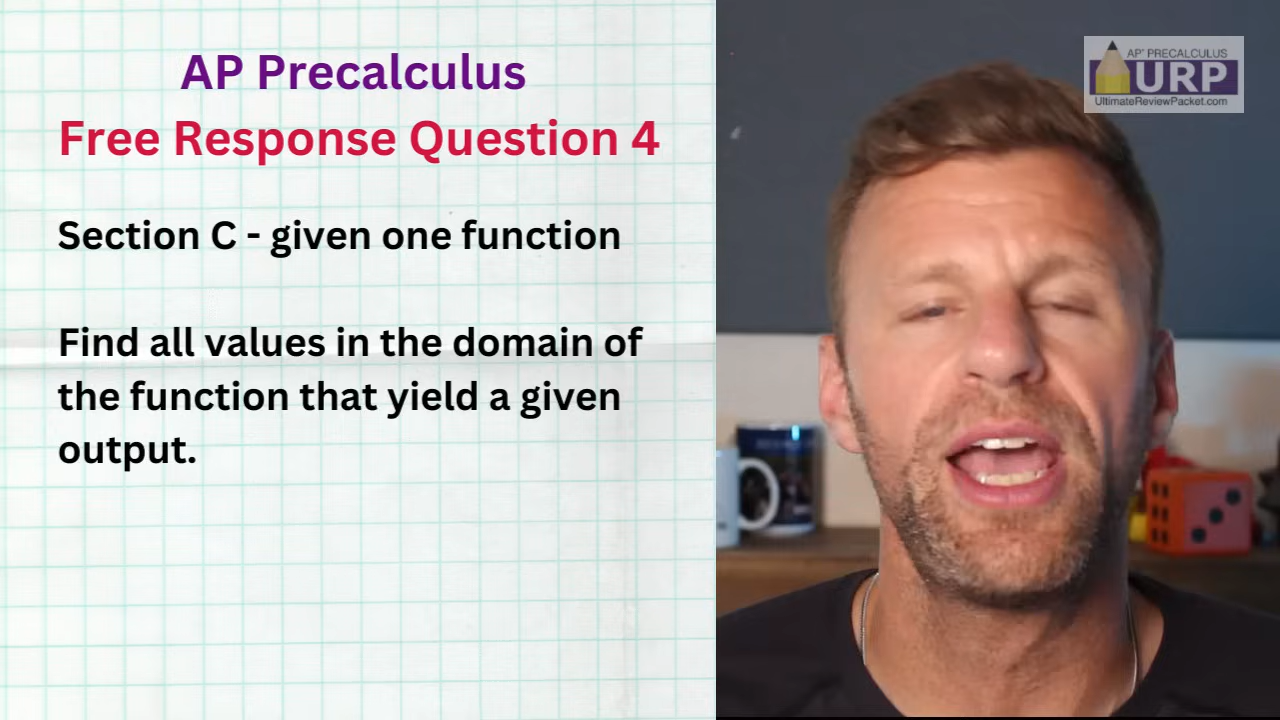 AP Precalculus
Free Response Question 4
Section C - given one function
Find all values in the domain of
the function that yield a given
output.
AP® PRECALCULUS
URP
UltimateReviewPacket.com